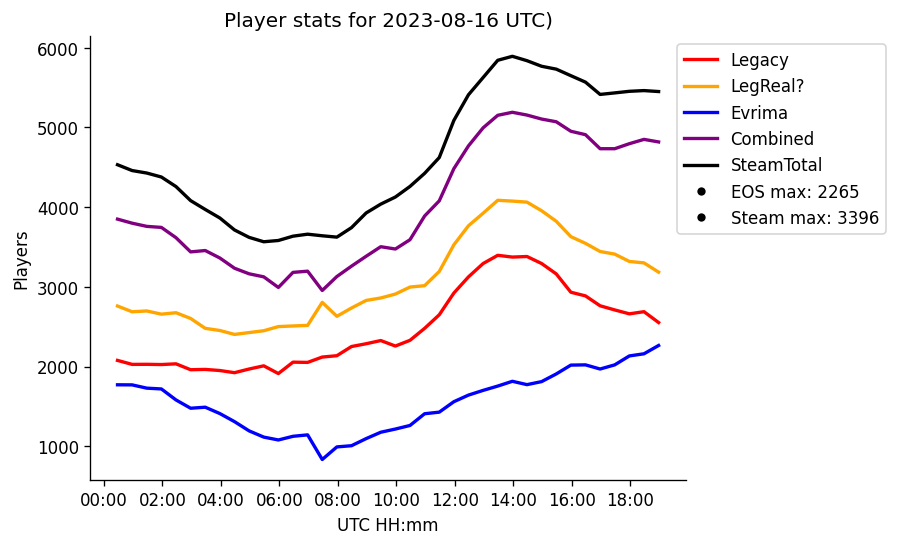 Player stats for 2023-08-16 UTC)
6000
5000
4000
3000
2000
1000
Players
00:00 02:00 04:00 06:00 08:00 10:00 12:00 14:00 16:00 18:00
UTC HH:mm
Legacy
LegReal?
Evrima
Combined
SteamTotal
EOS max: 2265
Steam max: 3396